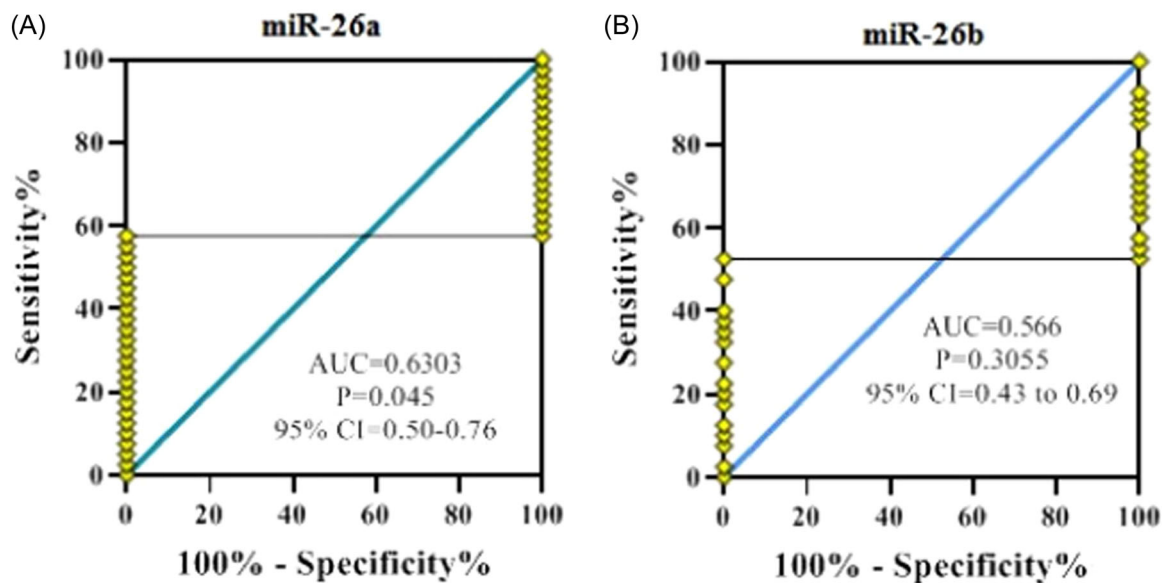 (A)
miR-26a
Sensitivity%
100
80
60
40
20
0
AUC=0.6303
P=0.045
95% CI=0.50-0.76
0 20 40 60 80 100
100% - Specificity%
(B)
miR-26b
Sensitivity%
100
80
60
40
20
0
AUC=0.566
P=0.3055
95% CI=0.43 to 0.69
0 20 40 60 80 100
100% - Specificity%